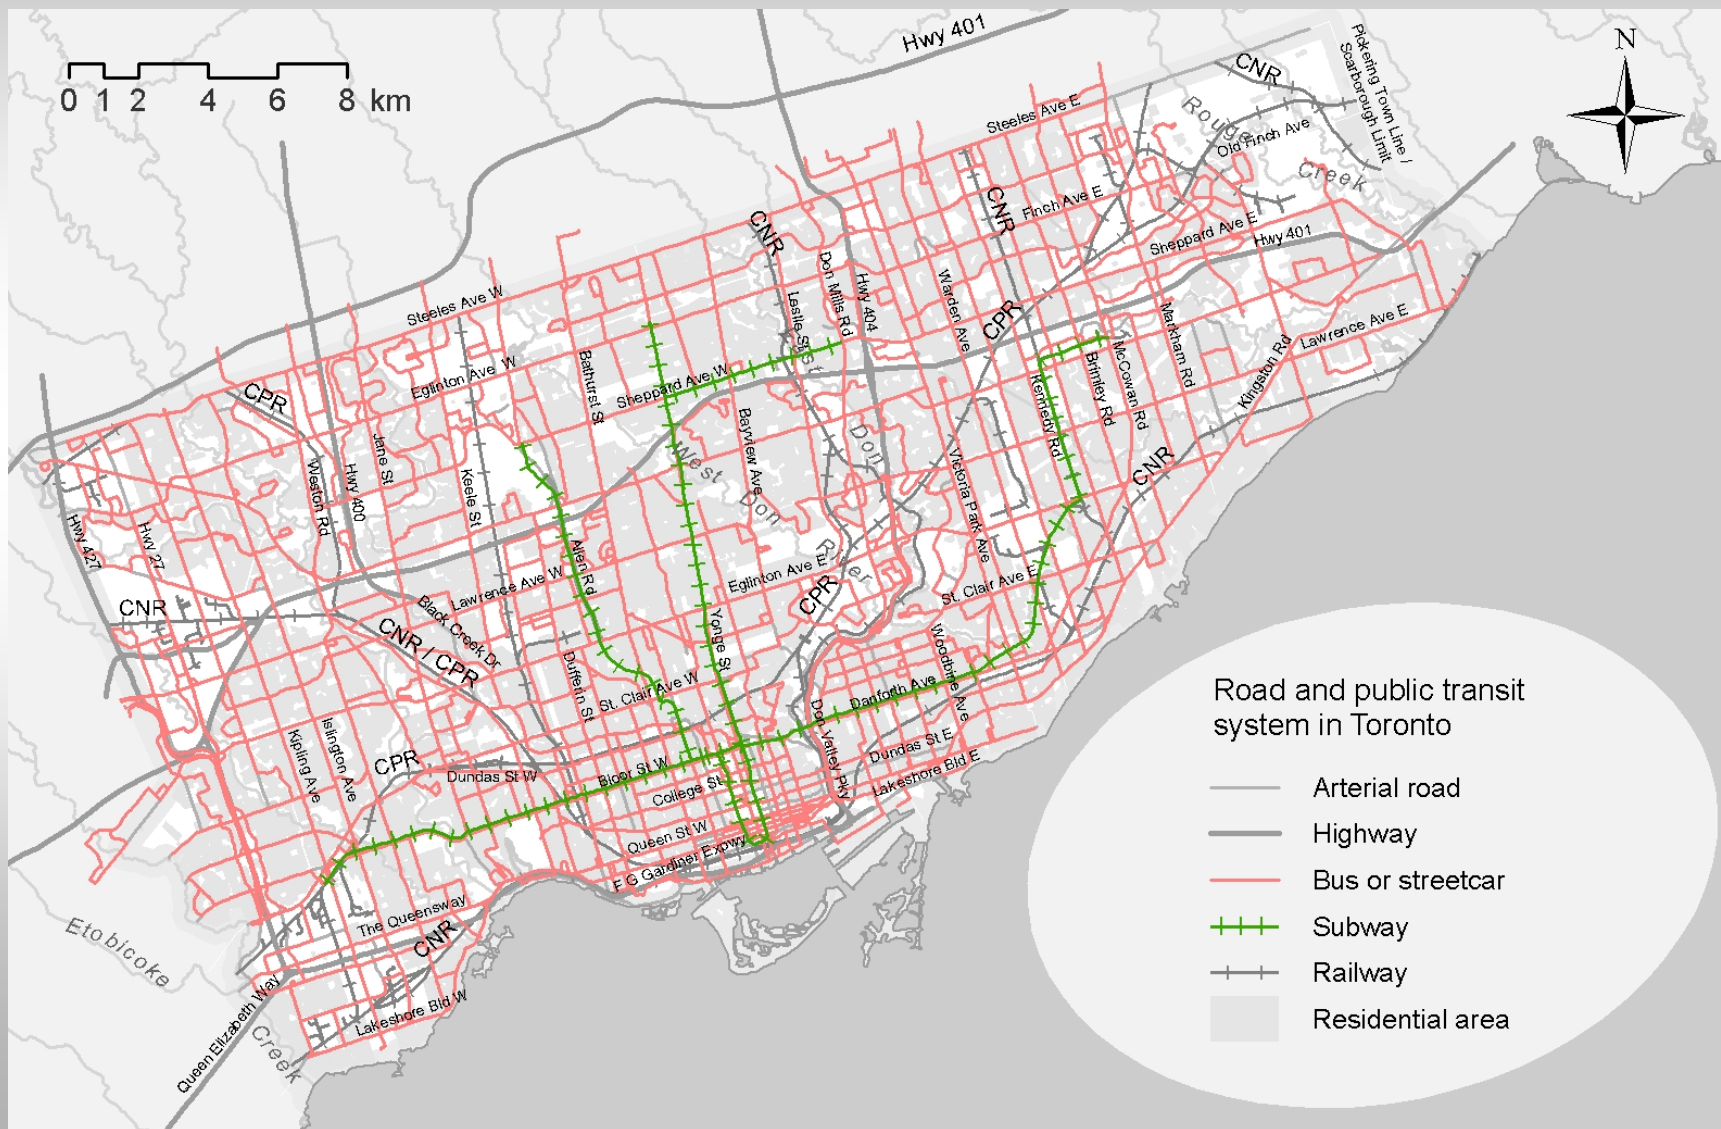 Hwy 401
N
0 1 2 4 6 8 km
CNR
Pickering Town Line /
Scarborough Limit
Rouge
Creek
Old Finch Ave
Steeles Ave E
CNR
Finch Ave E
Sheppard Ave E
Hwy 401
CNR
Don Mills Rd
Hwy 404
Leslie St
Warden Ave
CPR
Markham Rd
Lawrence Ave E
Kingston Rd
McCowan Rd
Brimley Rd
Kennedy Rd
CNR
Steeles Ave W
Eglinton Ave W
Bathurst St
Sheppard Ave W
East
Don
Bayview Ave
West
Don
River
Victoria Park Ave
CPR
Jane St
Weston Rd
Hwy 400
Keele St
Hwy 427
Hwy 27
Allen Rd
Lawrence Ave W
Eglinton Ave E
CPR
St. Clair Ave E
CNR
Black Creek Dr
CNR / CPR
Yonge St
Woodbine Ave
Dufferin St
St. Clair Ave W
Danforth Ave
Don Valley Pky
Dundas St E
Lakeshore Bld E
Islington Ave
Kipling Ave
CPR
Dundas St W
Bloor St W
College St
Queen St W
F G Gardiner Expwy
The Queensway
CNR
Etobicoke
Creek
Queen Elizabeth Way
Lakeshore Bld W
Road and public transit
system in Toronto
Arterial road
Highway
Bus or streetcar
Subway
Railway
Residential area